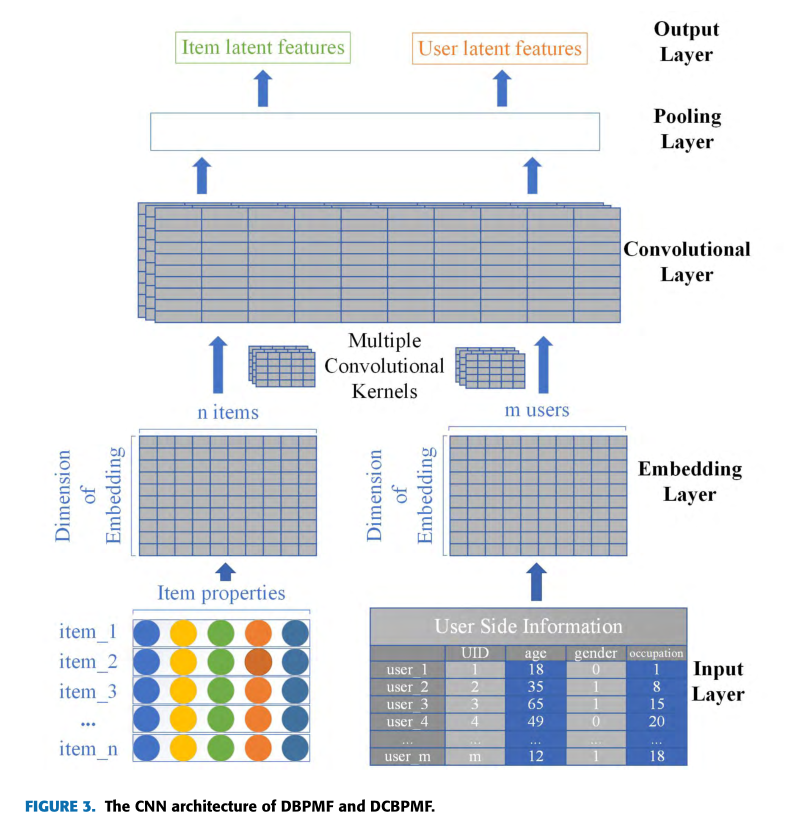 Output
Layer
Item latent features
User latent features
Pooling
Layer
Convolutional
Layer
Multiple
Convolutional
Kernels
n items
m users
Dimension
of
Embedding
Dimension
of
Embedding
Embedding
Layer
Item properties
item_1
item_2
item_3
...
item_n
User Side Information
UID age gender occupation
user_1 1 18 0 1
user_2 2 35 1 8
user_3 3 65 1 15
user_4 4 49 0 20
... ... ... ... ...
user_m m 12 1 18
Input
Layer
FIGURE 3. The CNN architecture of DBPMF and DCBPMF.